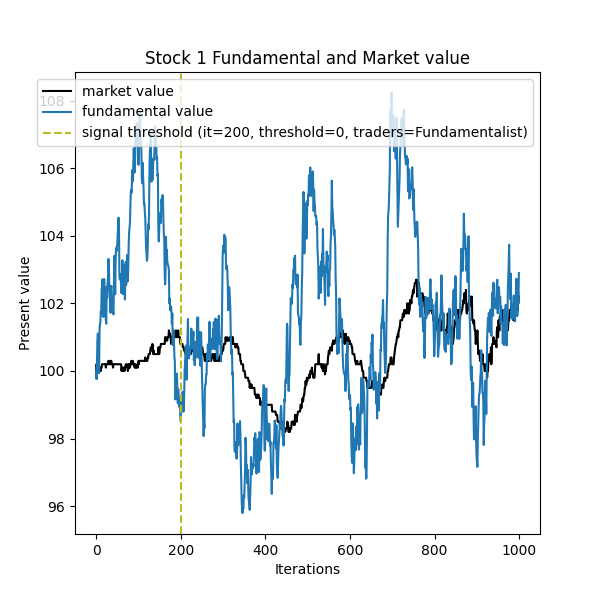 Stock 1 Fundamental and Market value
market value
fundamental value
signal threshold (it=200, threshold=0, traders=Fundamentalist)
108
106
104
102
100
98
96
Present value
0
200
400
600
800
1000
Iterations